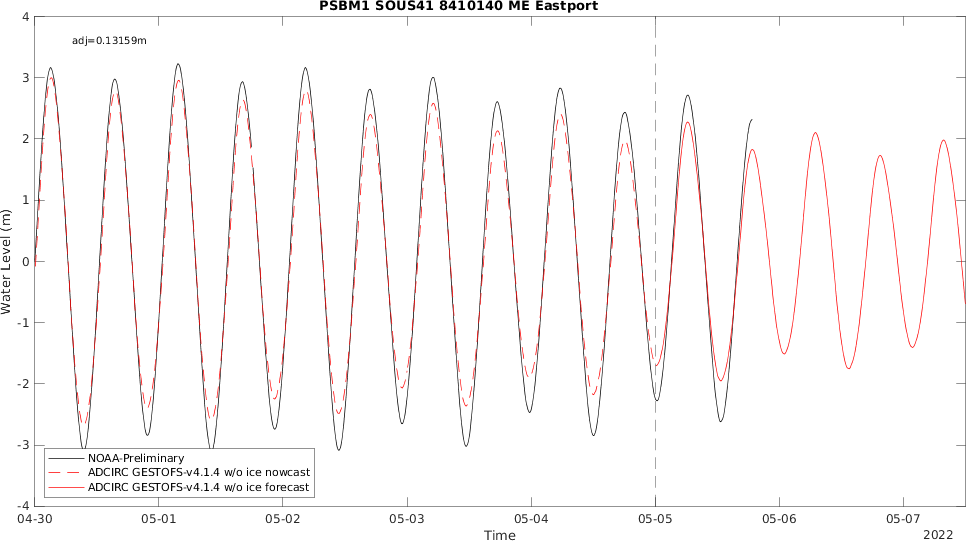 PSBM1 SOUS41 8410140 ME Eastport
adj=0.13159m
4
3
2
1
0
-1
-2
-3
-4
Water Level (m)
NOAA-Preliminary
ADCIRC GESTOFS-v4.1.4 w/o ice nowcast
ADCIRC GESTOFS-v4.1.4 w/o ice forecast
04-30 05-01 05-02 05-03 05-04 05-05 05-06 05-07
Time
2022